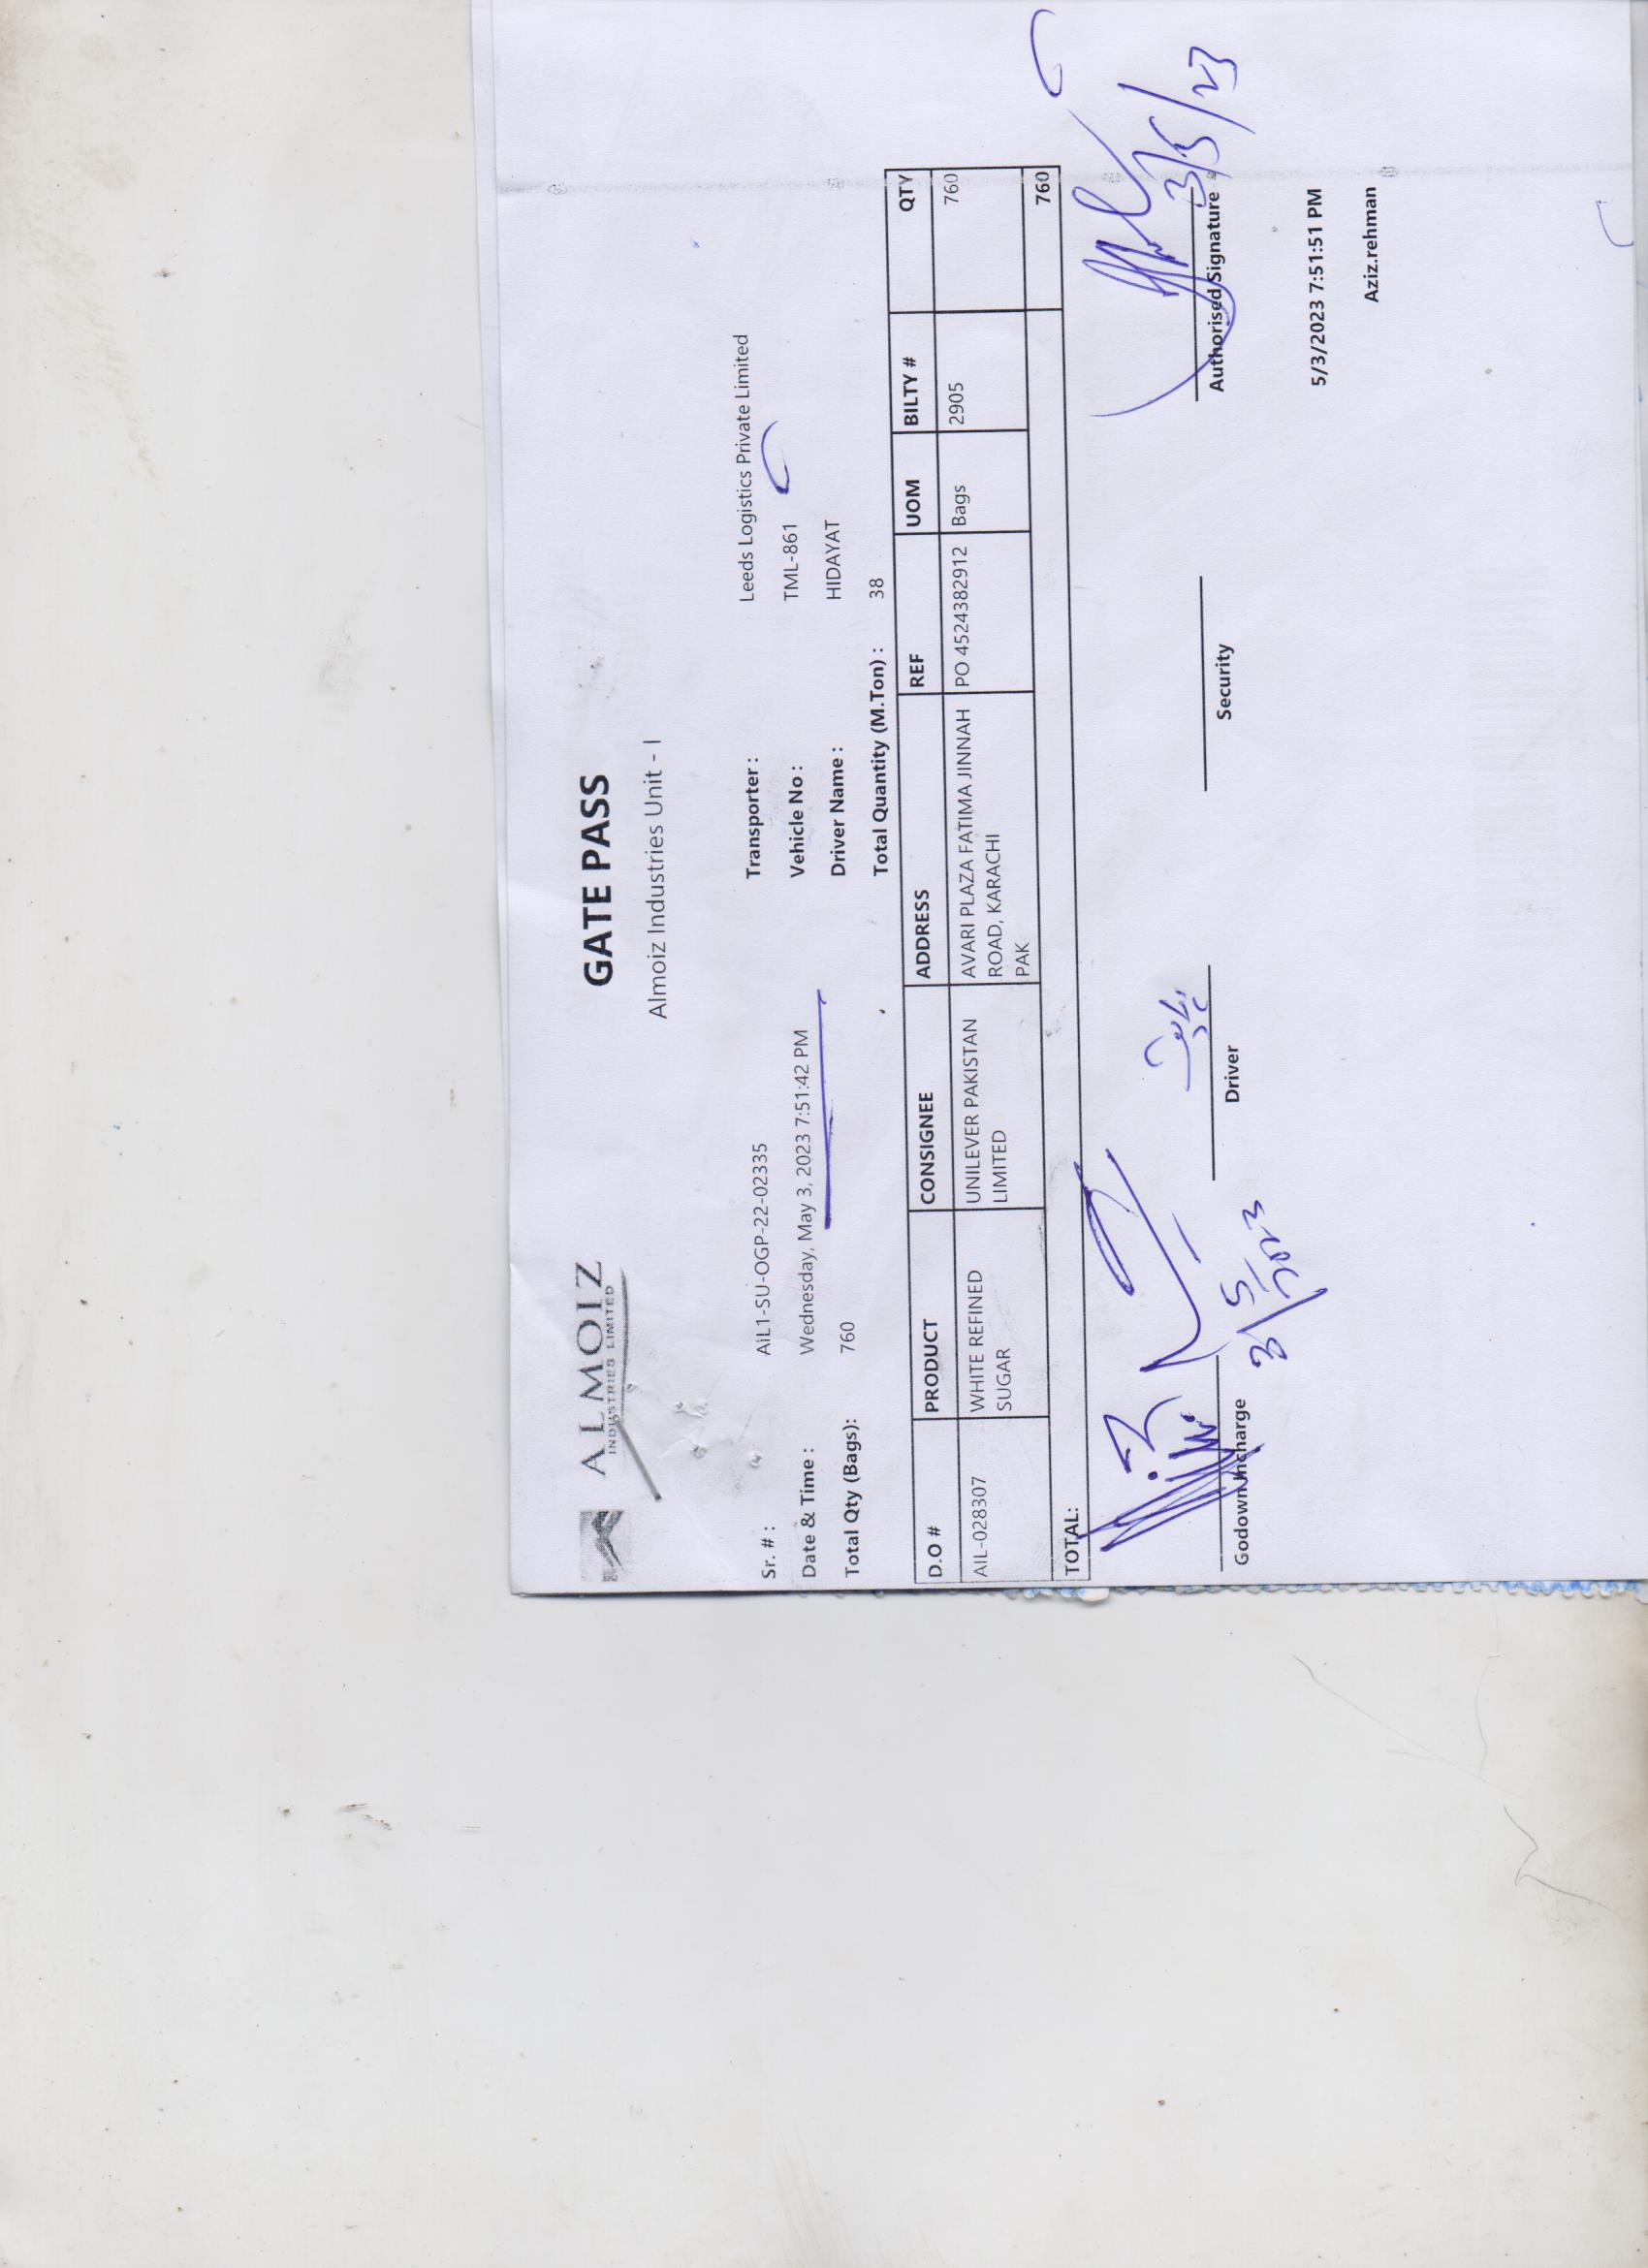 ALMOIZ
INDUSTRIES LIMITED
GATE PASS
Almoiz Industries Unit - I
Sr. # : AiL1-SU-OGP-22-02335 Transporter : Leeds Logistics Private Limited
Date & Time : Wednesday, May 3, 2023 7:51:42 PM Vehicle No : TML-861
Total Qty (Bags): 760 Driver Name : HIDAYAT
Total Quantity (M.Ton) : 38
D.O # PRODUCT CONSIGNEE ADDRESS REF UOM BILTY # QTY
AIL-028307 WHITE REFINED UNILEVER PAKISTAN AVARI PLAZA FATIMA JINNAH PO 4524382912 Bags 2905 760
SUGAR LIMITED ROAD, KARACHI
PAK
TOTAL: 760
3/5/23
Godown Incharge Driver Security Authorised Signature
3/5/2023
5/3/2023 7:51:51 PM
Aziz.rehman